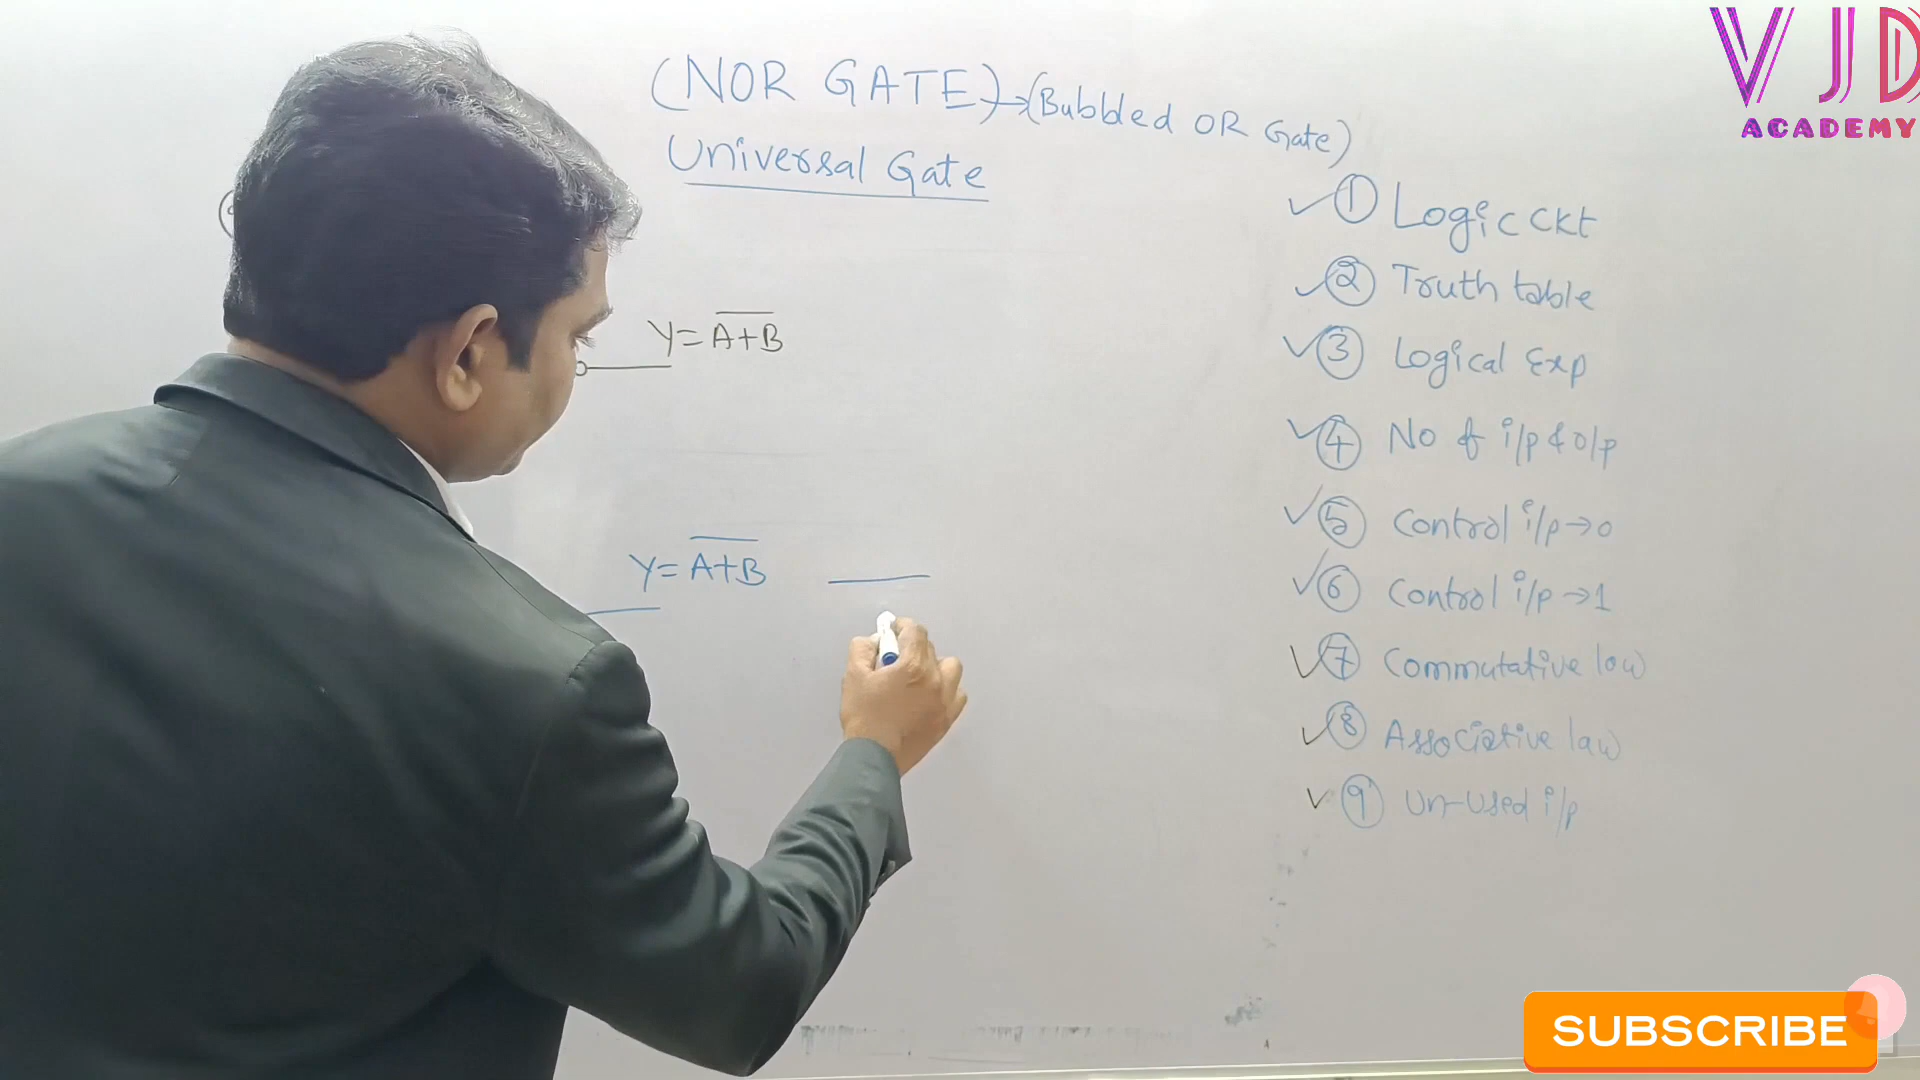 (NOR GATE)→(Bubbled OR Gate)
Universal Gate
Y=A̅+̅B̅
Y=A̅+̅B̅
✓① Logic Ckt
✓② Truth table
✓③ Logical Exp
✓④ No of i/p & o/p
✓⑤ Control i/p→0
✓⑥ Control i/p→1
✓⑦ Commutative law
✓⑧ Associative law
✓⑨ Un-Used i/p
VJD
ACADEMY
SUBSCRIBE